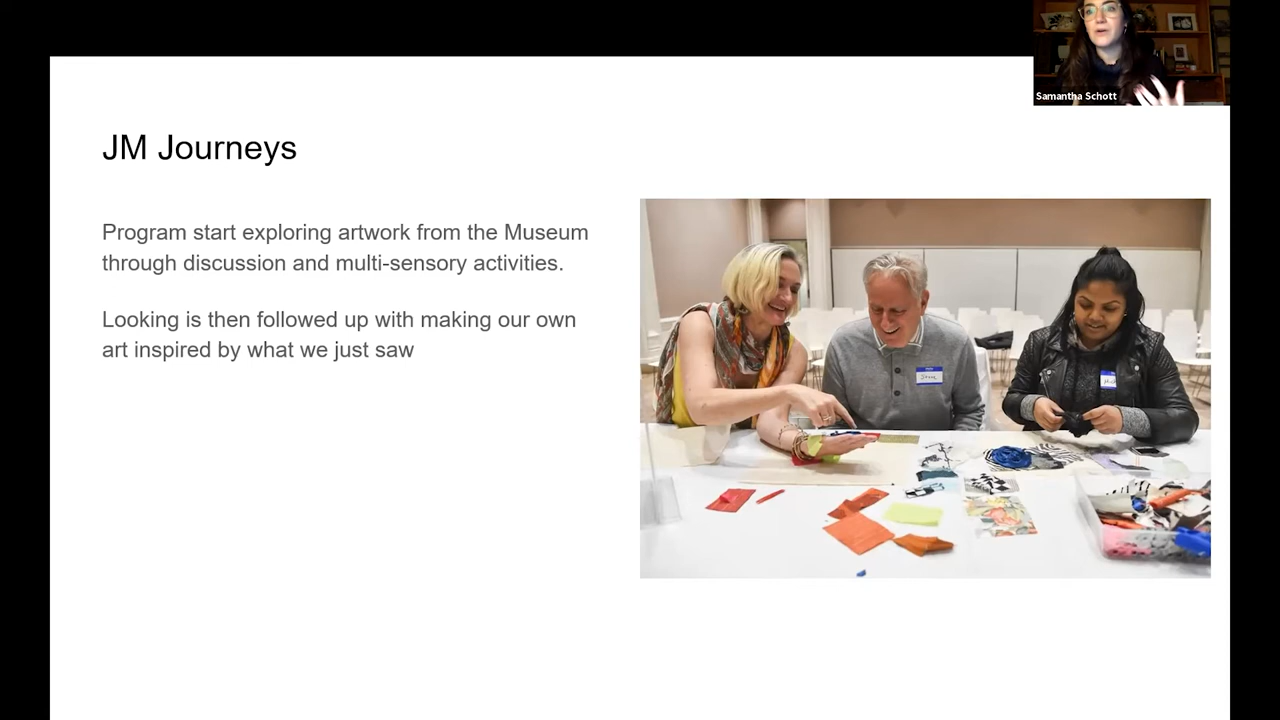 Samantha Schott
JM Journeys
Program start exploring artwork from the Museum
through discussion and multi-sensory activities.
Looking is then followed up with making our own
art inspired by what we just saw